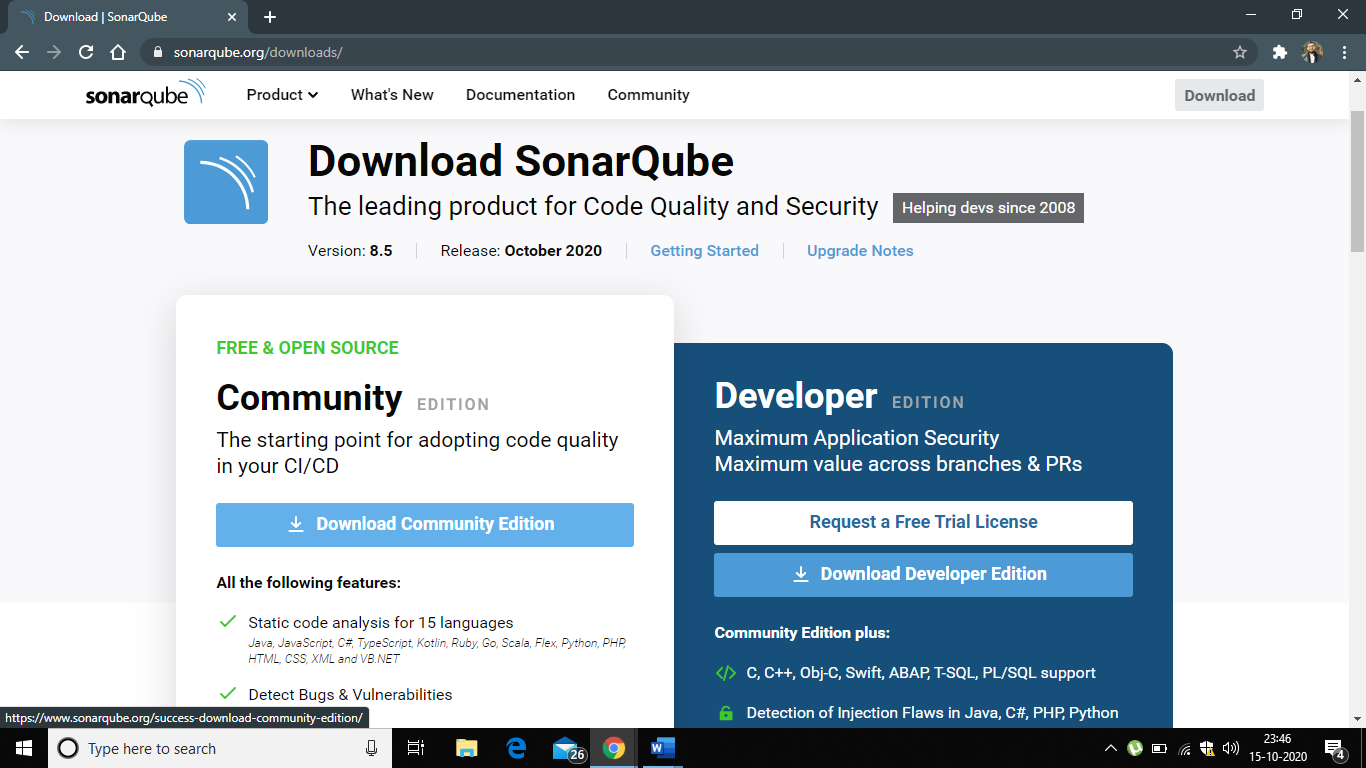 Download | SonarQube
sonarqube.org/downloads/
sonarqube
Product
What's New
Documentation
Community
Download
Download SonarQube
The leading product for Code Quality and Security
Helping devs since 2008
Version: 8.5
Release: October 2020
Getting Started
Upgrade Notes
FREE & OPEN SOURCE
Community EDITION
The starting point for adopting code quality
in your CI/CD
Download Community Edition
All the following features:
Static code analysis for 15 languages
Java, JavaScript, C#, TypeScript, Kotlin, Ruby, Go, Scala, Flex, Python, PHP,
HTML, CSS, XML and VB.NET
Detect Bugs & Vulnerabilities
Developer EDITION
Maximum Application Security
Maximum value across branches & PRs
Request a Free Trial License
Download Developer Edition
Community Edition plus:
C, C++, Obj-C, Swift, ABAP, T-SQL, PL/SQL support
Detection of Injection Flaws in Java, C#, PHP, Python
https://www.sonarqube.org/success-download-community-edition/
Type here to search
26
23:46
15-10-2020
4